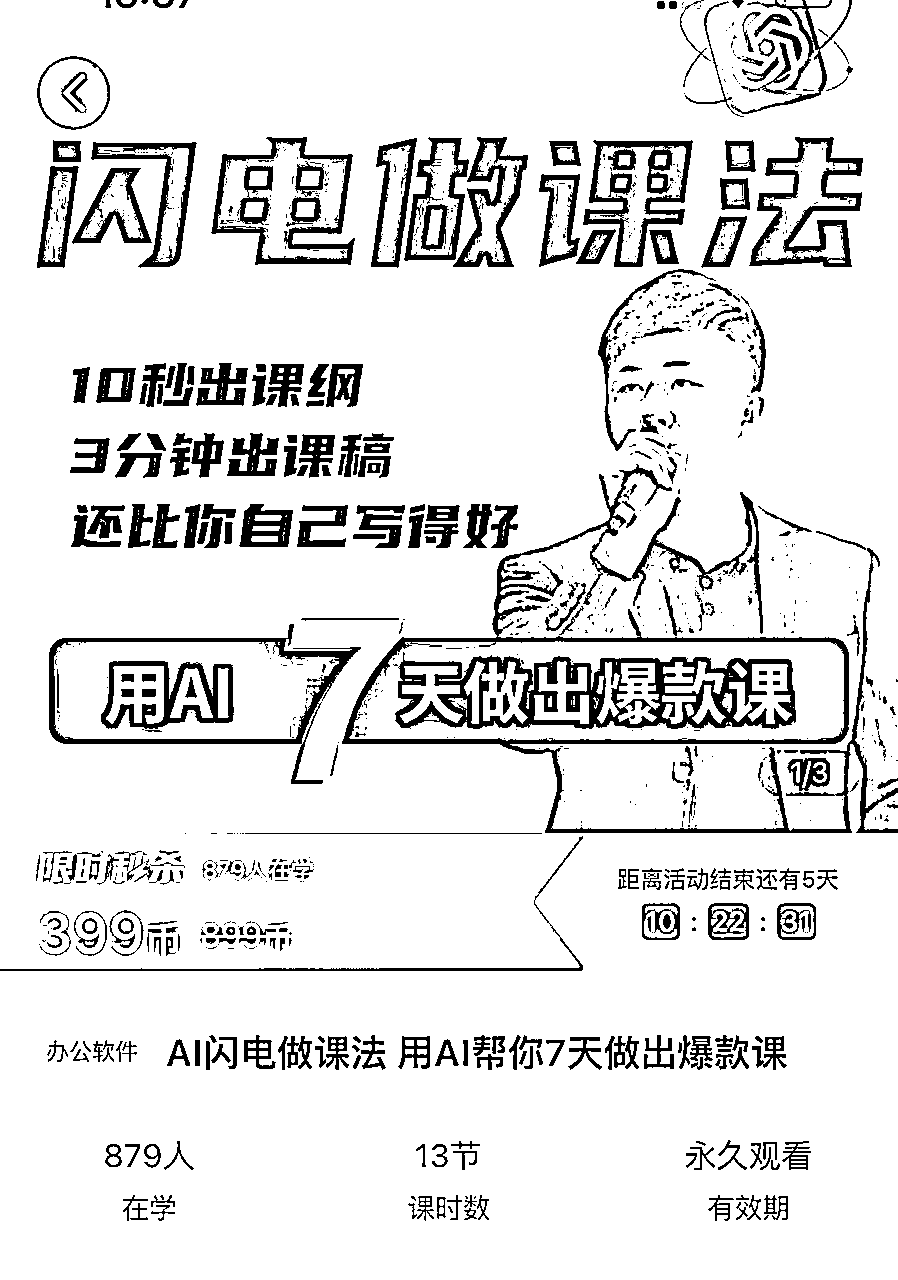 闪电做课法
10秒出课纲
3分钟出课稿
还比你自己写得好
用AI 7天做出爆款课
1/3
限时秒杀 879人在学
距离活动结束还有5天
399币 899币
10 : 22 : 31
办公软件 AI闪电做课法 用AI帮你7天做出爆款课
879人 13节 永久观看
在学 课时数 有效期